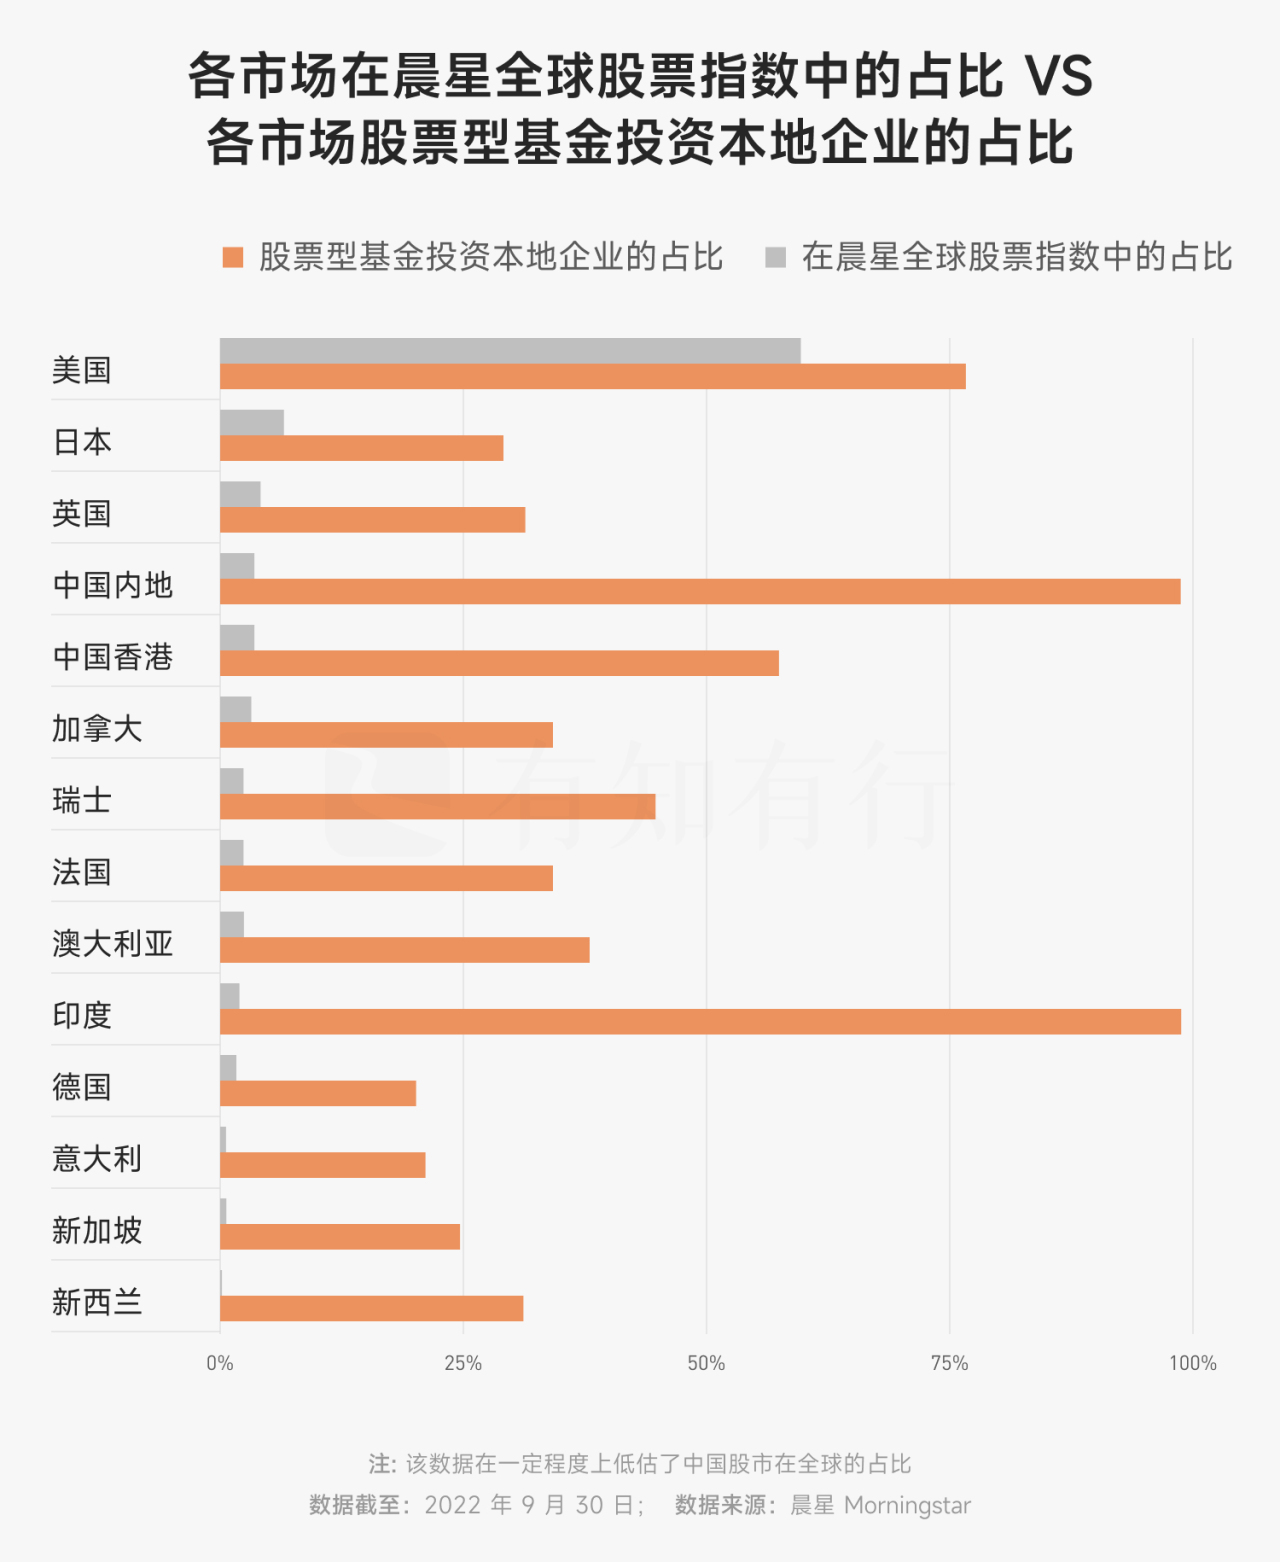 各市场在晨星全球股票指数中的占比 VS
各市场股票型基金投资本地企业的占比
股票型基金投资本地企业的占比 在晨星全球股票指数中的占比
美国
日本
英国
中国内地
中国香港
加拿大
瑞士
法国
澳大利亚
印度
德国
意大利
新加坡
新西兰
有知有行
0% 25% 50% 75% 100%
注: 该数据在一定程度上低估了中国股市在全球的占比
数据截至：2022 年 9 月 30 日； 数据来源：晨星 Morningstar